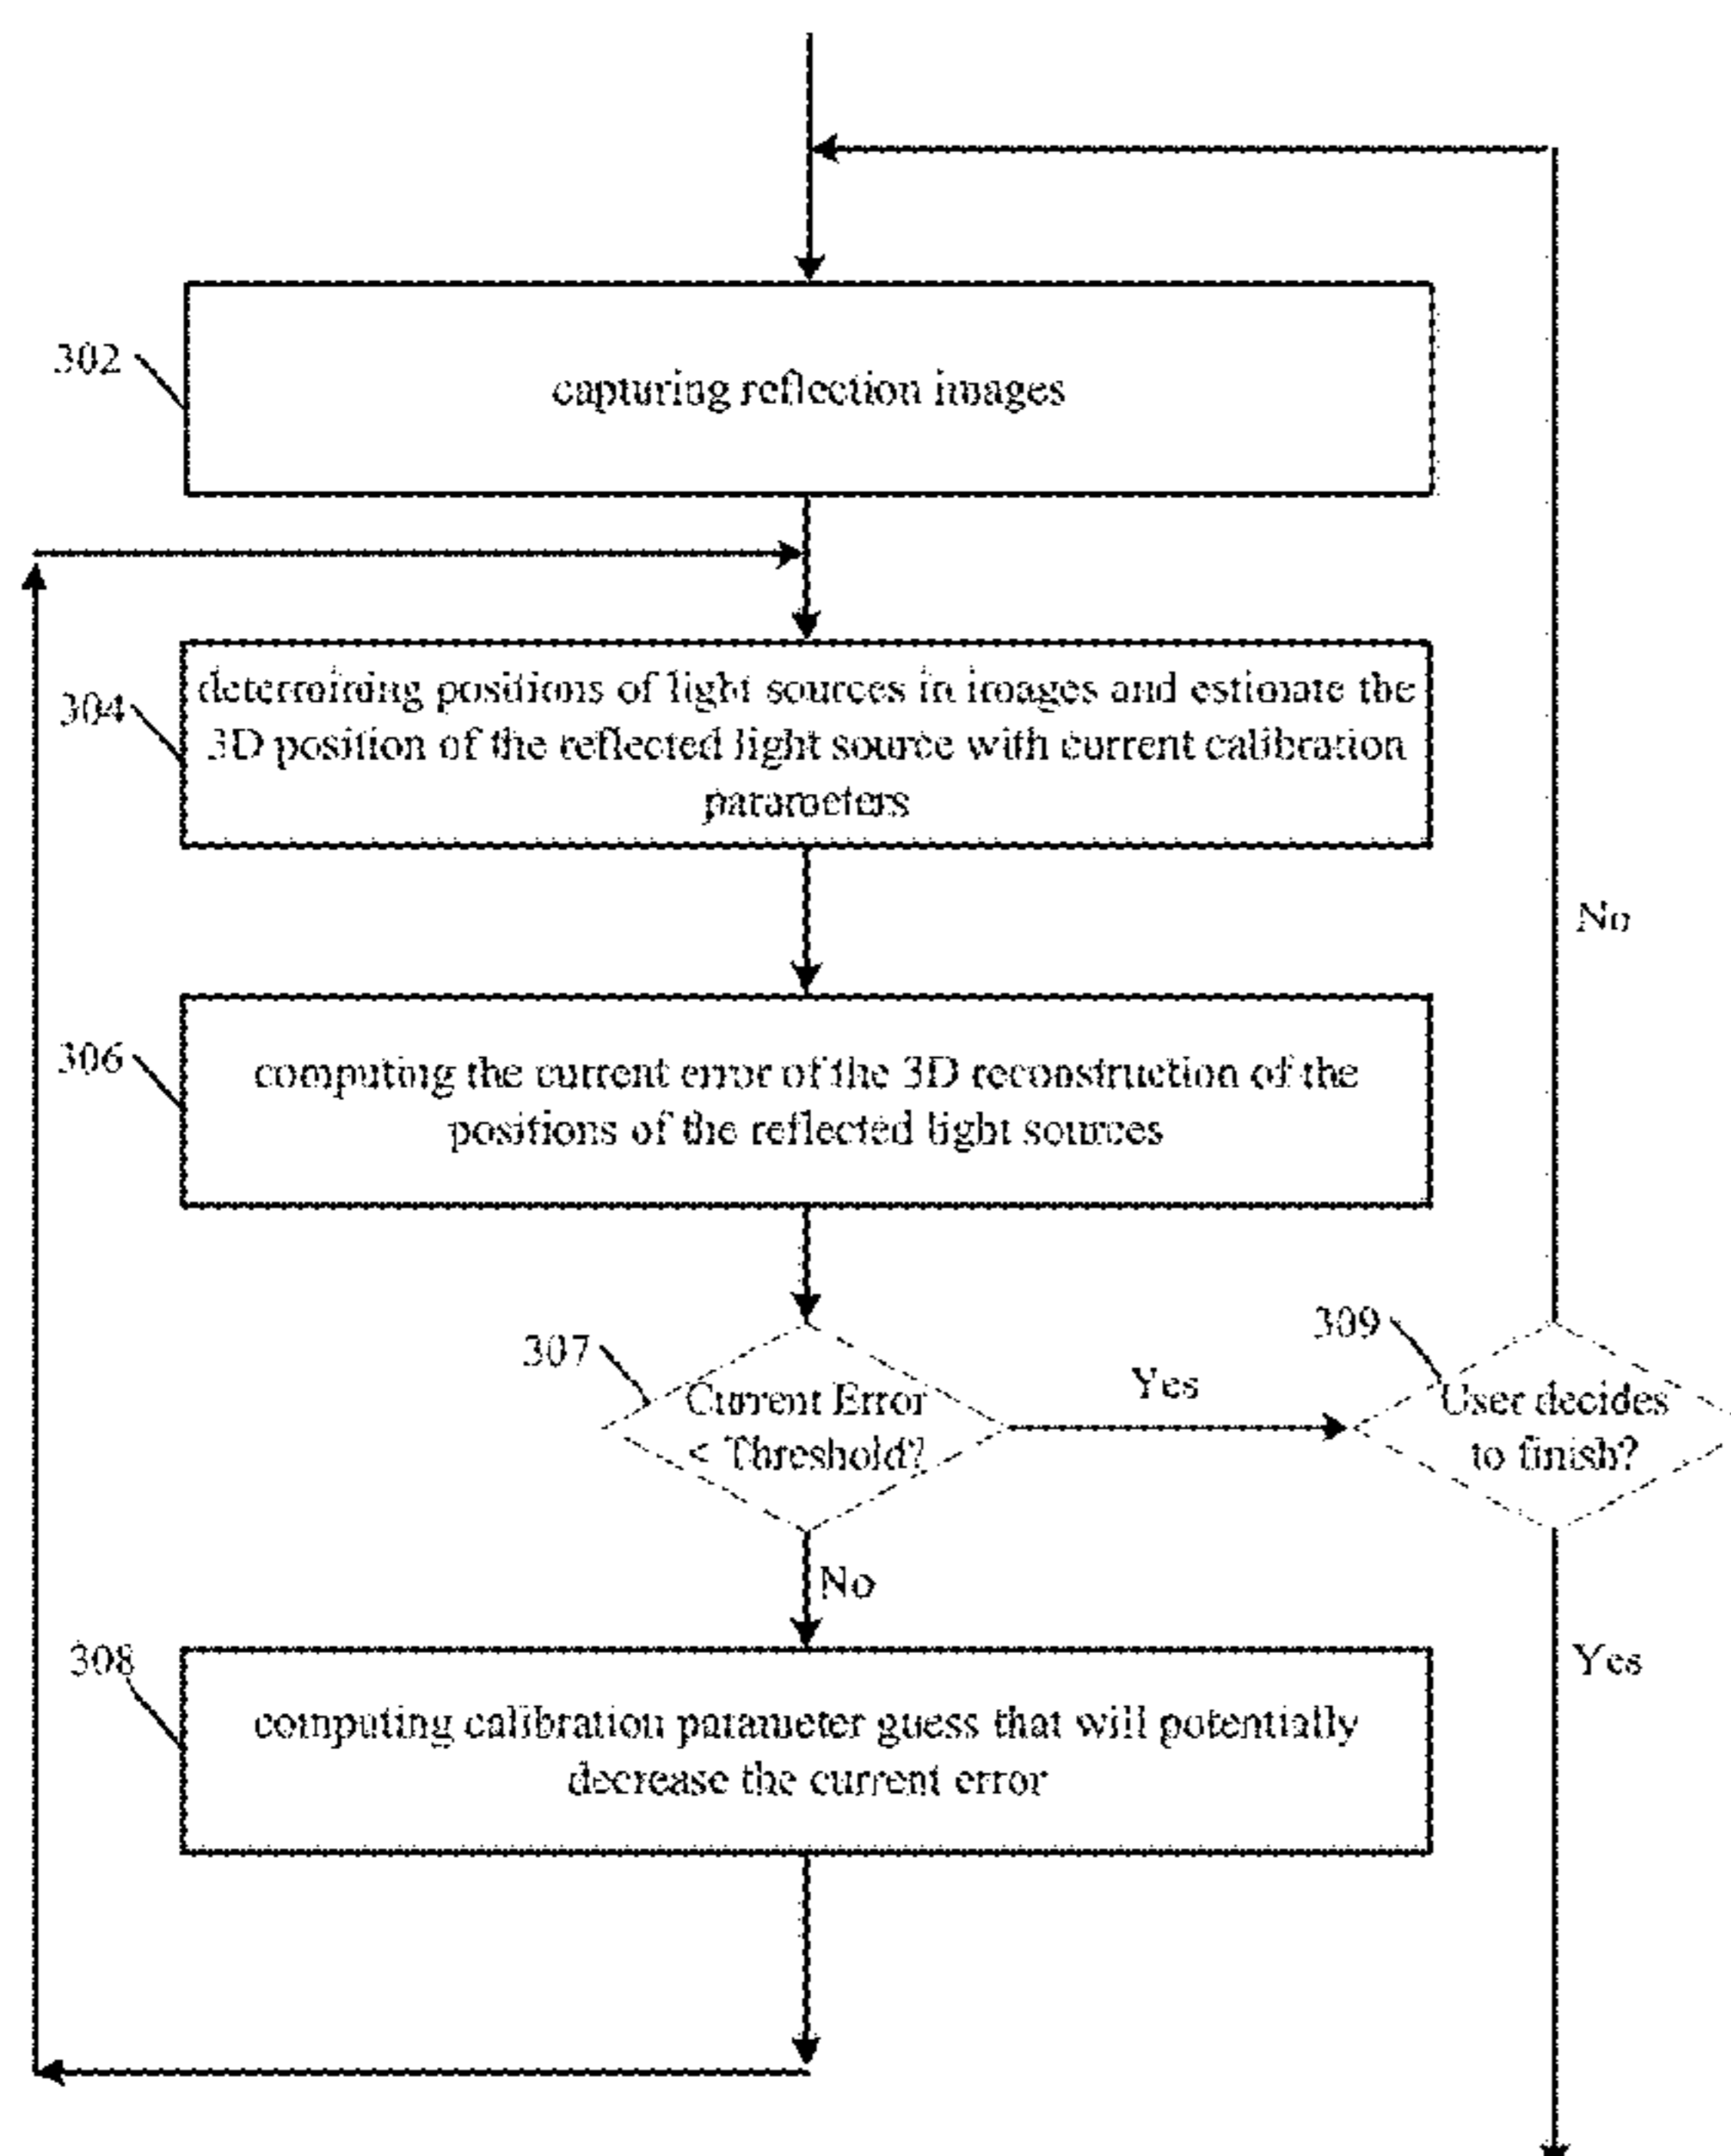 302
capturing reflection images
304
determining positions of light sources in images and estimate the
3D position of the reflected light source with current calibration
parameters
No
306
computing the current error of the 3D reconstruction of the
positions of the reflected light sources
307
Current Error
< Threshold?
Yes
309
User decides
to finish?
No
308
computing calibration parameter guess that will potentially
decrease the current error
Yes